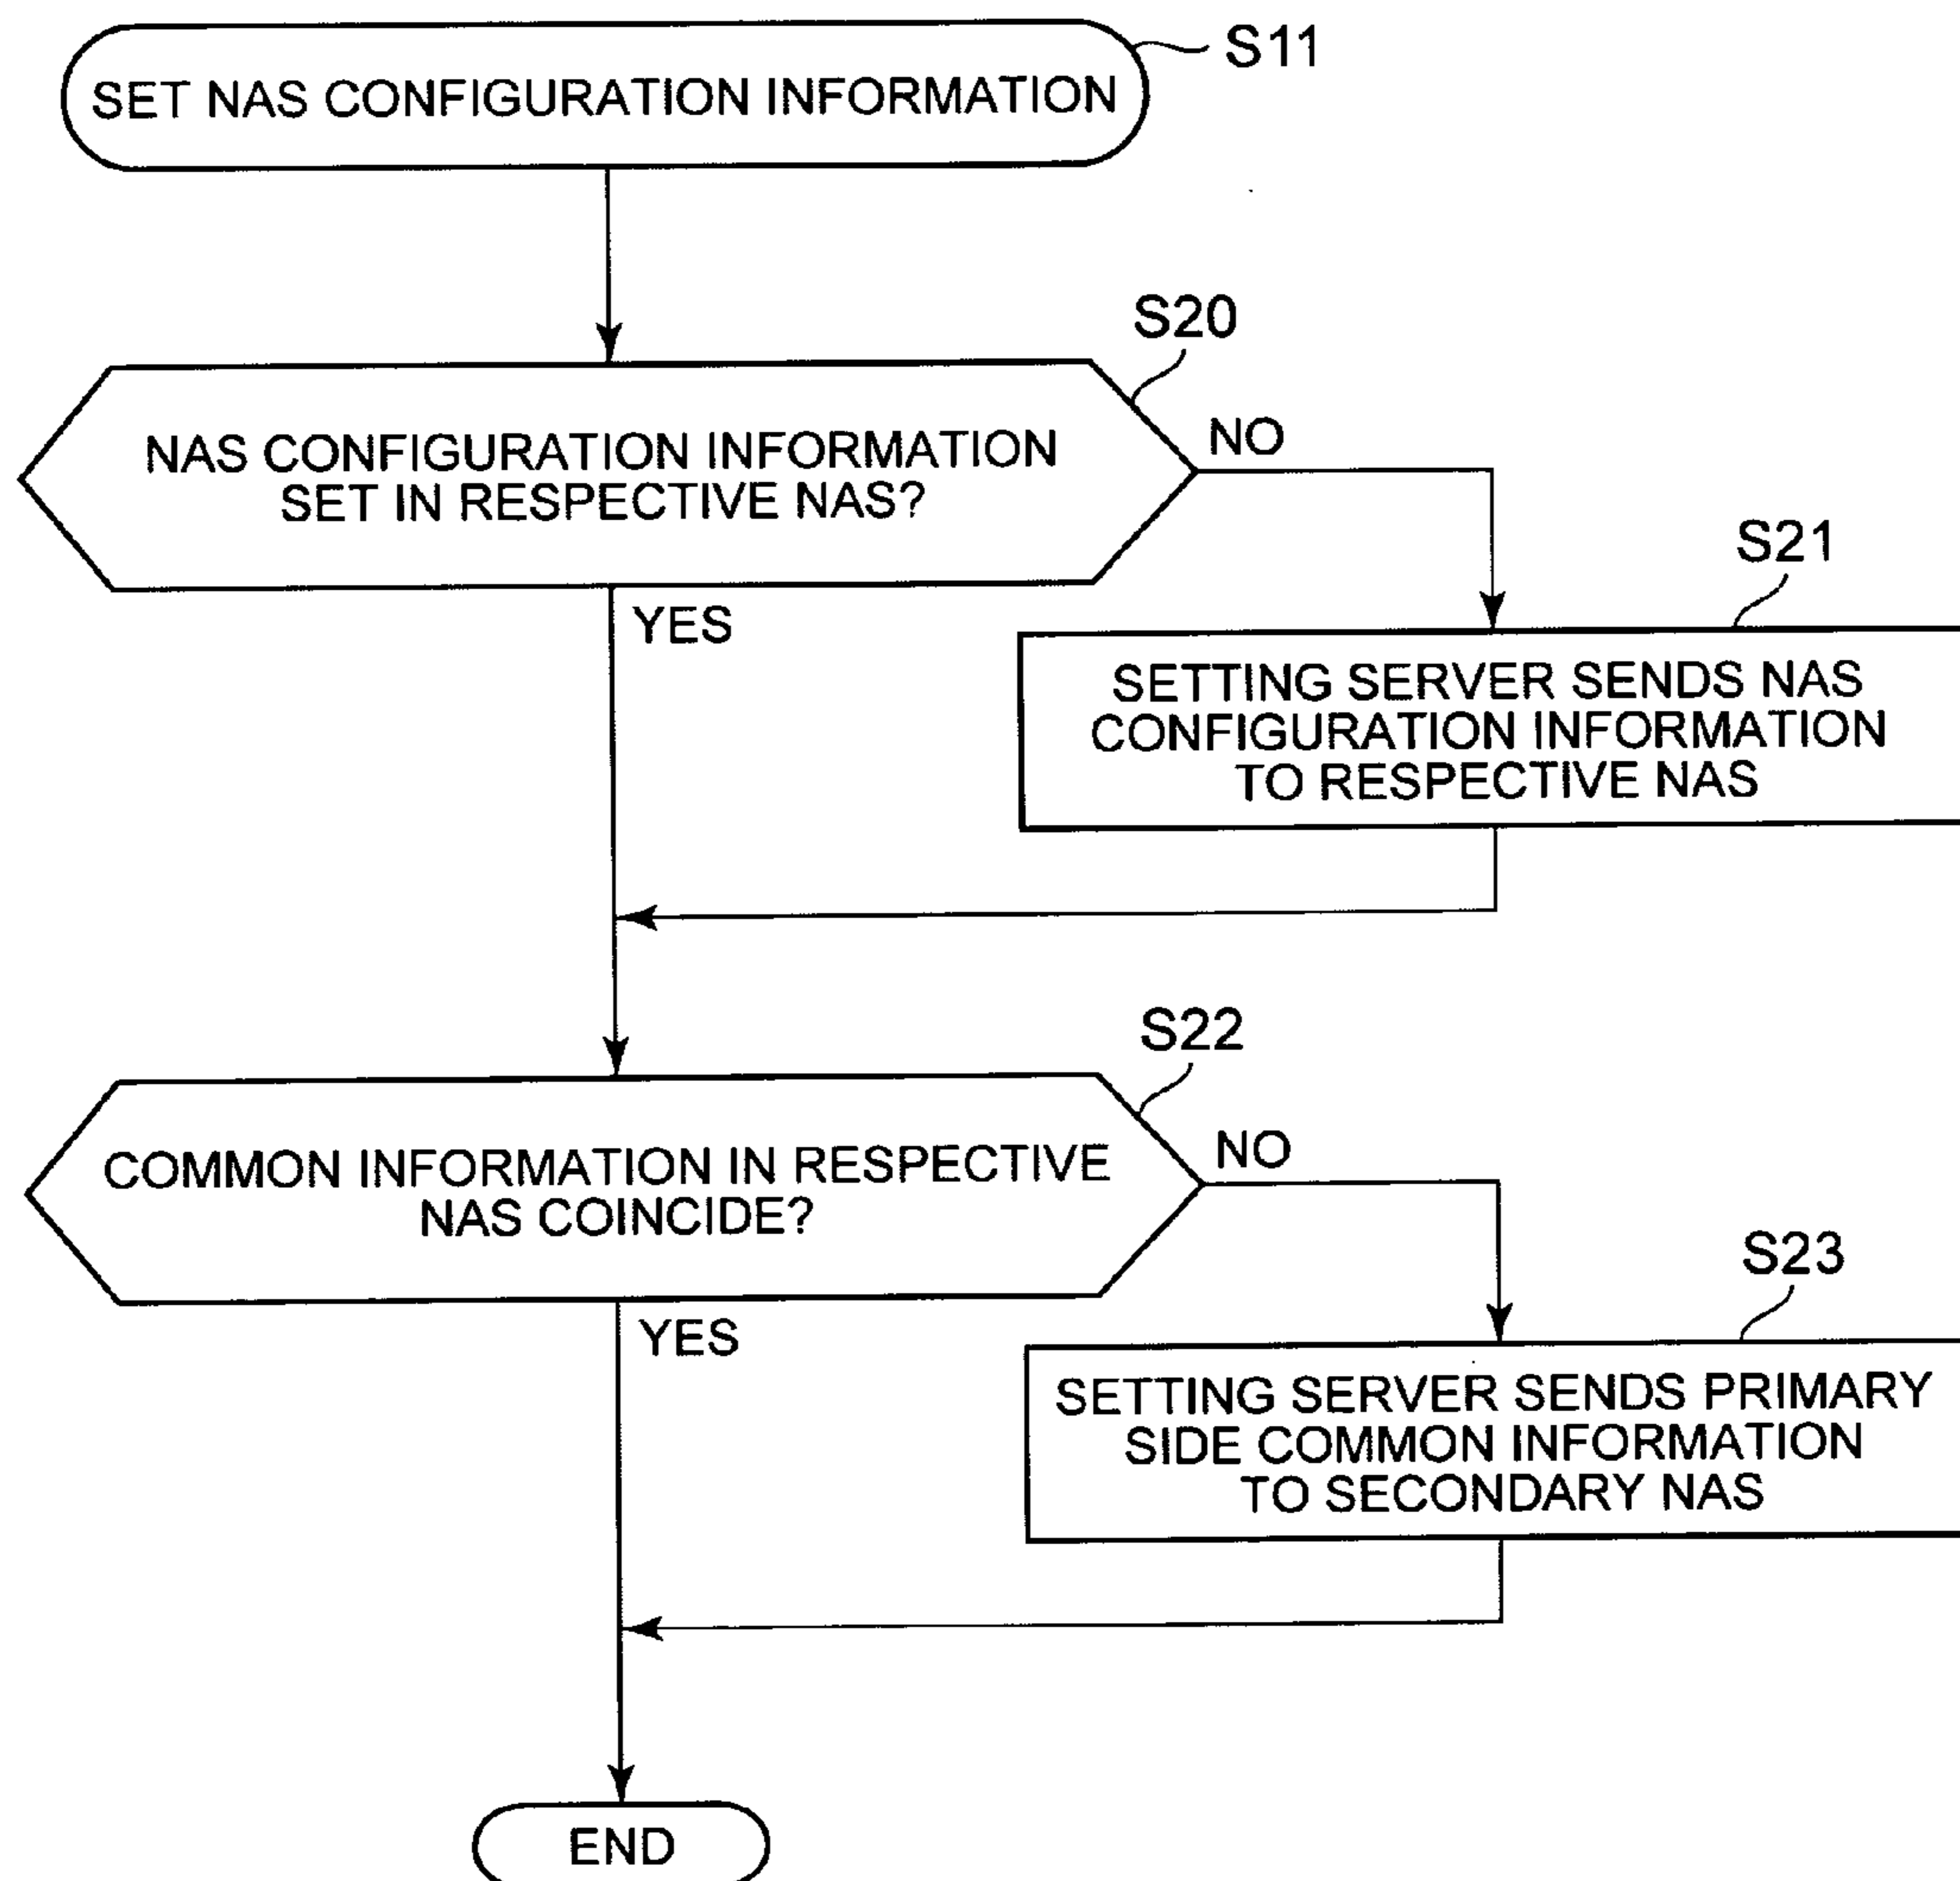 SET NAS CONFIGURATION INFORMATION
S11
S20
NAS CONFIGURATION INFORMATION
SET IN RESPECTIVE NAS?
NO
YES
S21
SETTING SERVER SENDS NAS
CONFIGURATION INFORMATION
TO RESPECTIVE NAS
S22
COMMON INFORMATION IN RESPECTIVE
NAS COINCIDE?
NO
YES
S23
SETTING SERVER SENDS PRIMARY
SIDE COMMON INFORMATION
TO SECONDARY NAS
END